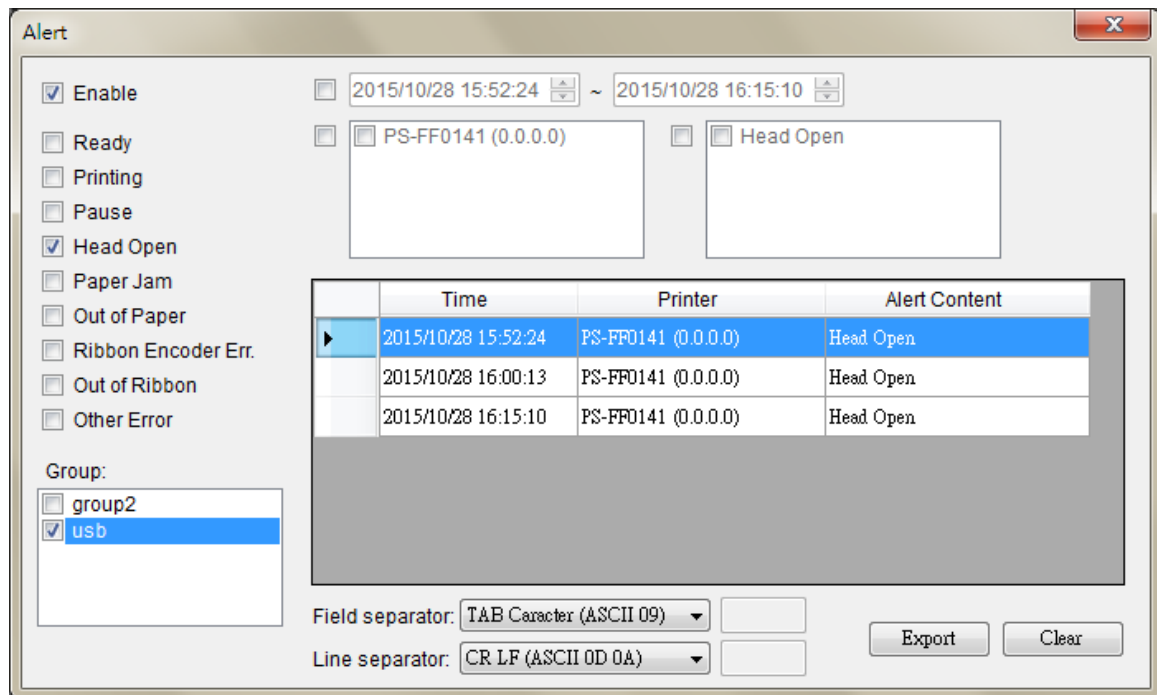 Alert
Enable
2015/10/28 15:52:24 ~ 2015/10/28 16:15:10
Ready
Printing
Pause
Head Open
Paper Jam
Out of Paper
Ribbon Encoder Err.
Out of Ribbon
Other Error
PS-FF0141 (0.0.0.0)
Head Open
Time Printer Alert Content
2015/10/28 15:52:24 PS-FF0141 (0.0.0.0) Head Open
2015/10/28 16:00:13 PS-FF0141 (0.0.0.0) Head Open
2015/10/28 16:15:10 PS-FF0141 (0.0.0.0) Head Open
Group:
group2
usb
Field separator: TAB Caracter (ASCII 09)
Line separator: CR LF (ASCII 0D 0A)
Export Clear